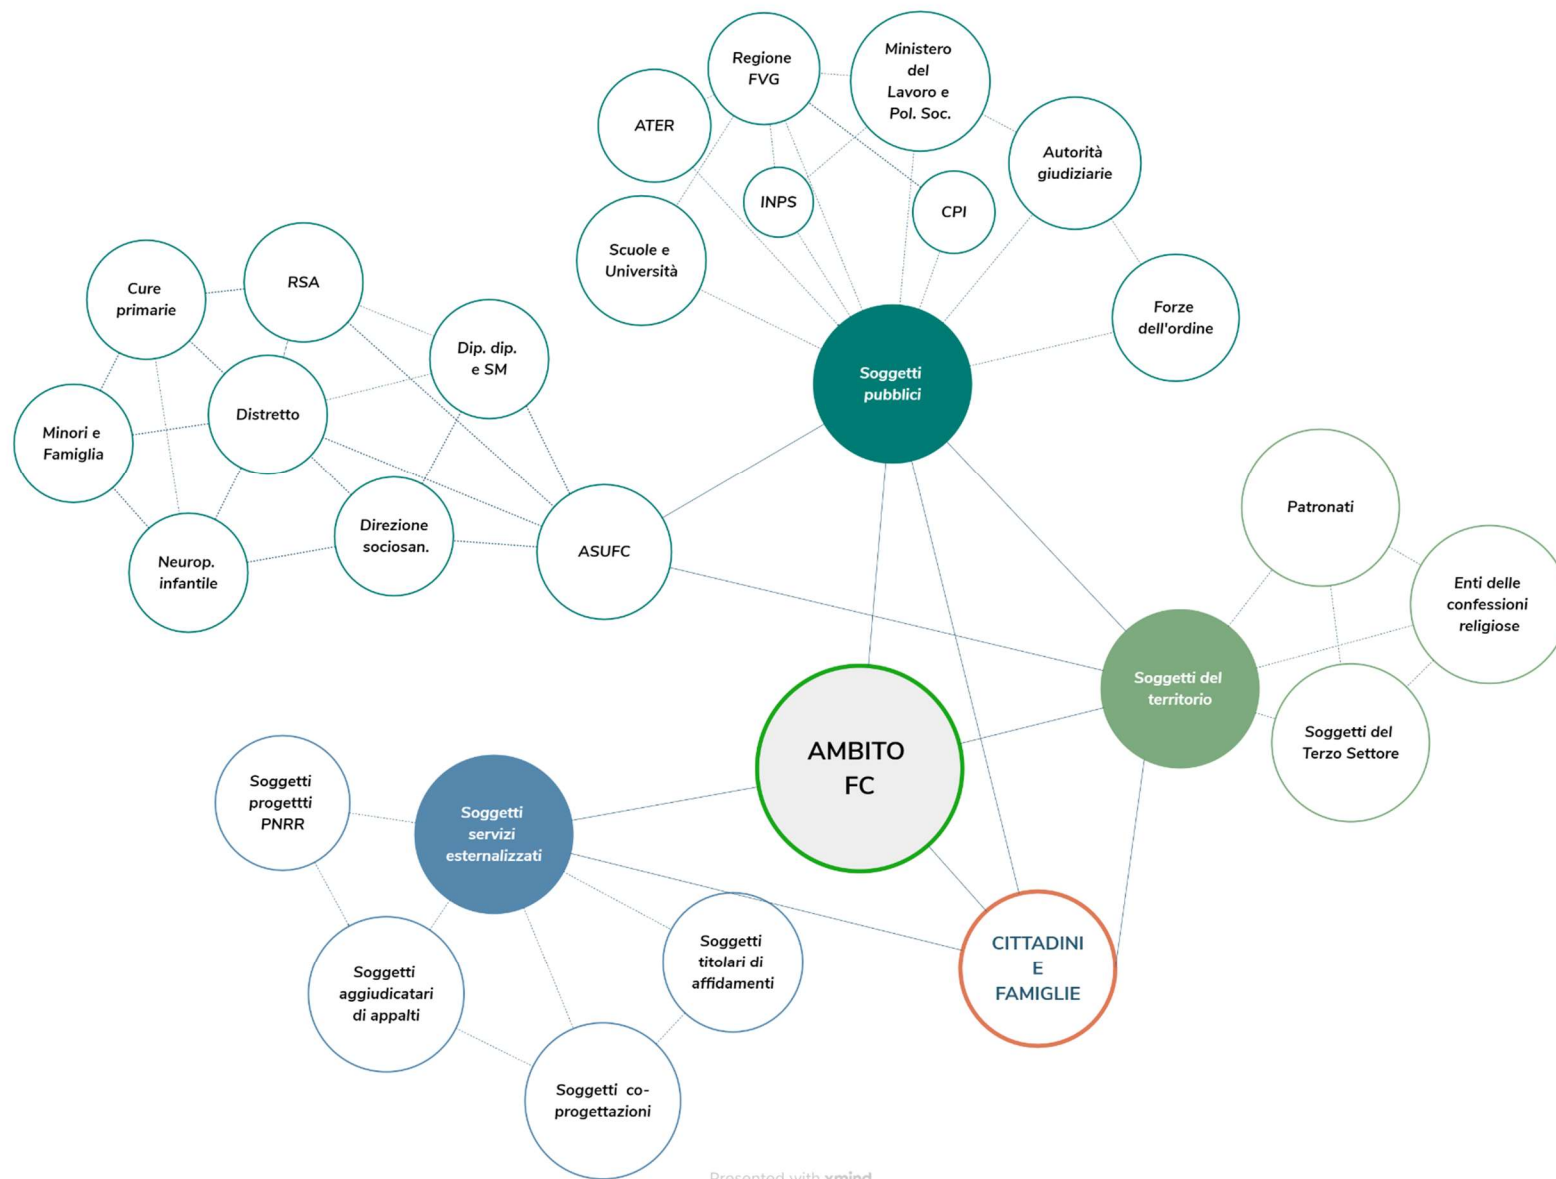 Regione
FVG
Ministero
del
Lavoro e
Pol. Soc.
ATER
Autorità
giudiziarie
INPS
CPI
Scuole e
Università
Forze
dell'ordine
Cure
primarie
RSA
Dip. dip.
e SM
Distretto
Minori e
Famiglia
Direzione
sociosan.
Neurop.
infantile
ASUFC
Soggetti
pubblici
Patronati
Enti delle
confessioni
religiose
Soggetti del
territorio
Soggetti del
Terzo Settore
AMBITO
FC
Soggetti
progettti
PNRR
Soggetti
servizi
esternalizzati
Soggetti
titolari di
affidamenti
CITTADINI
E
FAMIGLIE
Soggetti
aggiudicatari
di appalti
Soggetti co-
progettazioni
Presented with xmind